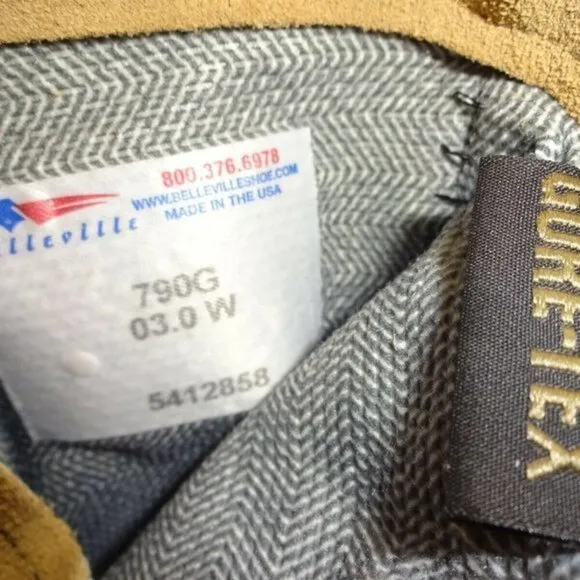 800.376.6978
WWW.BELLEVILLESHOE.COM
MADE IN THE USA
elleville
790G
03.0 W
5412858
GORE-TEX